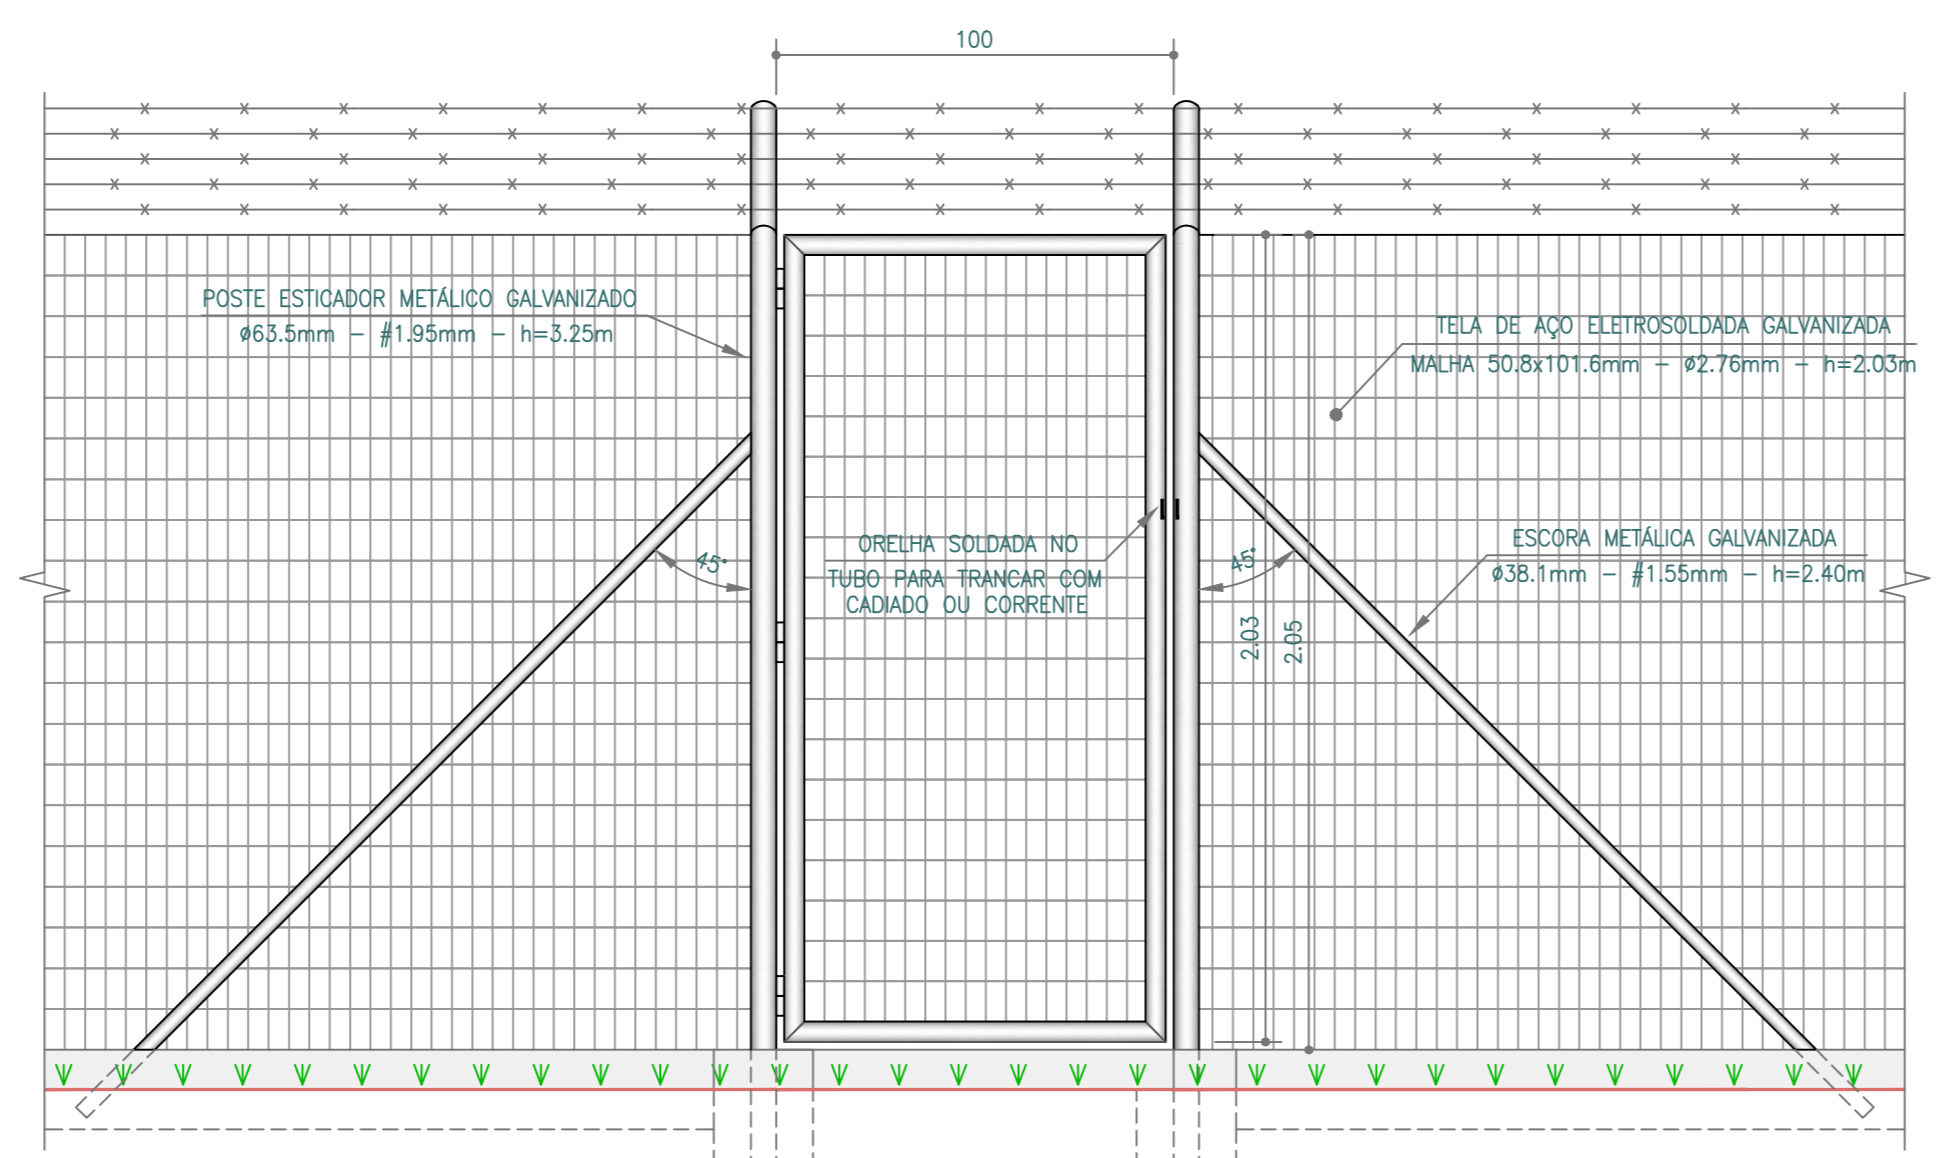 100
POSTE ESTICADOR METÁLICO GALVANIZADO
ø63.5mm - #1.95mm - h=3.25m
TELA DE AÇO ELETROSOLDADA GALVANIZADA
MALHA 50.8x101.6mm - ø2.76mm - h=2.03m
ORELHA SOLDADA NO
TUBO PARA TRANCAR COM
CADIADO OU CORRENTE
45°
45°
ESCORA METÁLICA GALVANIZADA
ø38.1mm - #1.55mm - h=2.40m
2.03
2.05